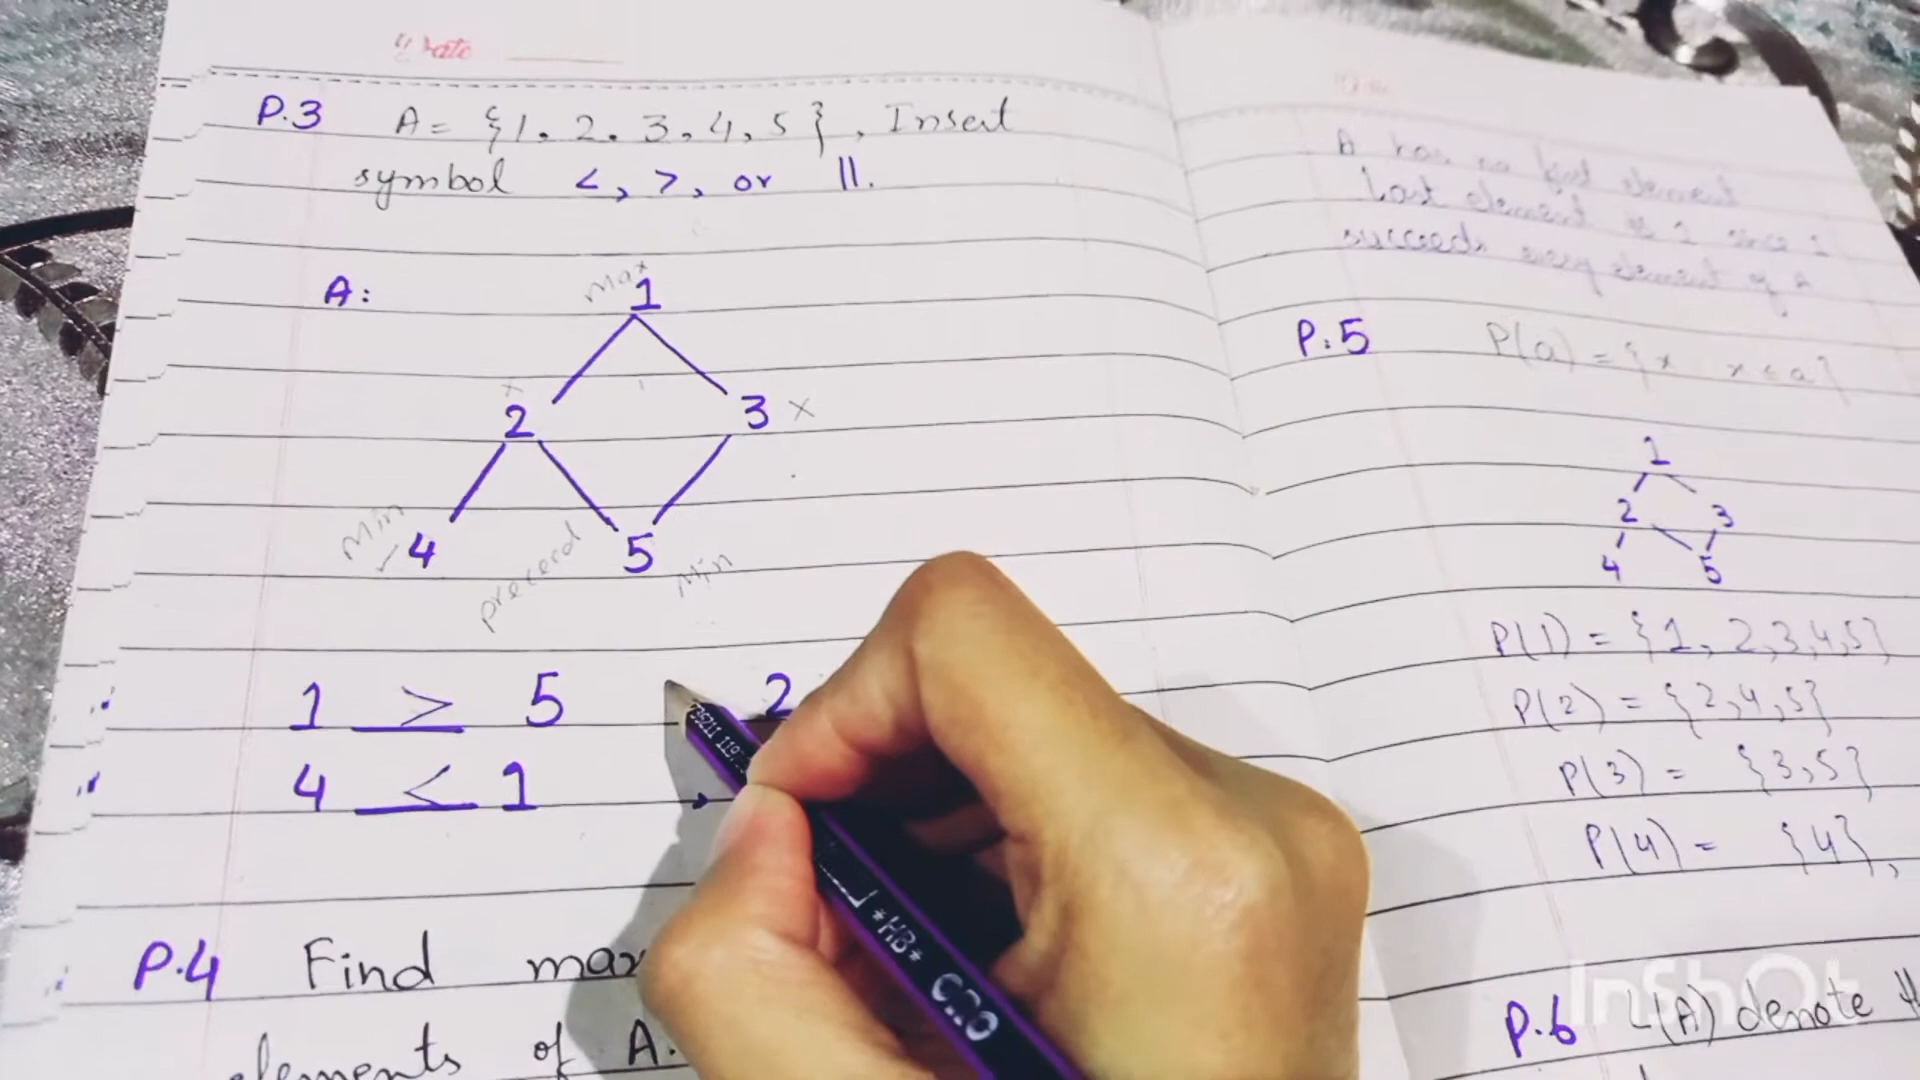 Date
P.3 A = {1. 2. 3, 4, 5}, Insert
symbol <, >, or ||.
A:
Max
1
x
2 3 x
Min
4 5
precerd
Min
1 > 5 2
4 < 1
P.4 Find
elements of A.
A has no first element
Last element is 1 since 1
succeeds every element of A
P.5 P(a) = {x x < a}
1
2 3
4 5
P(1) = {1, 2,3,4,5}
P(2) = {2,4,5}
P(3) = {3,5}
P(4) = {4},
P.6 L(A) denote
InShot
*HB*